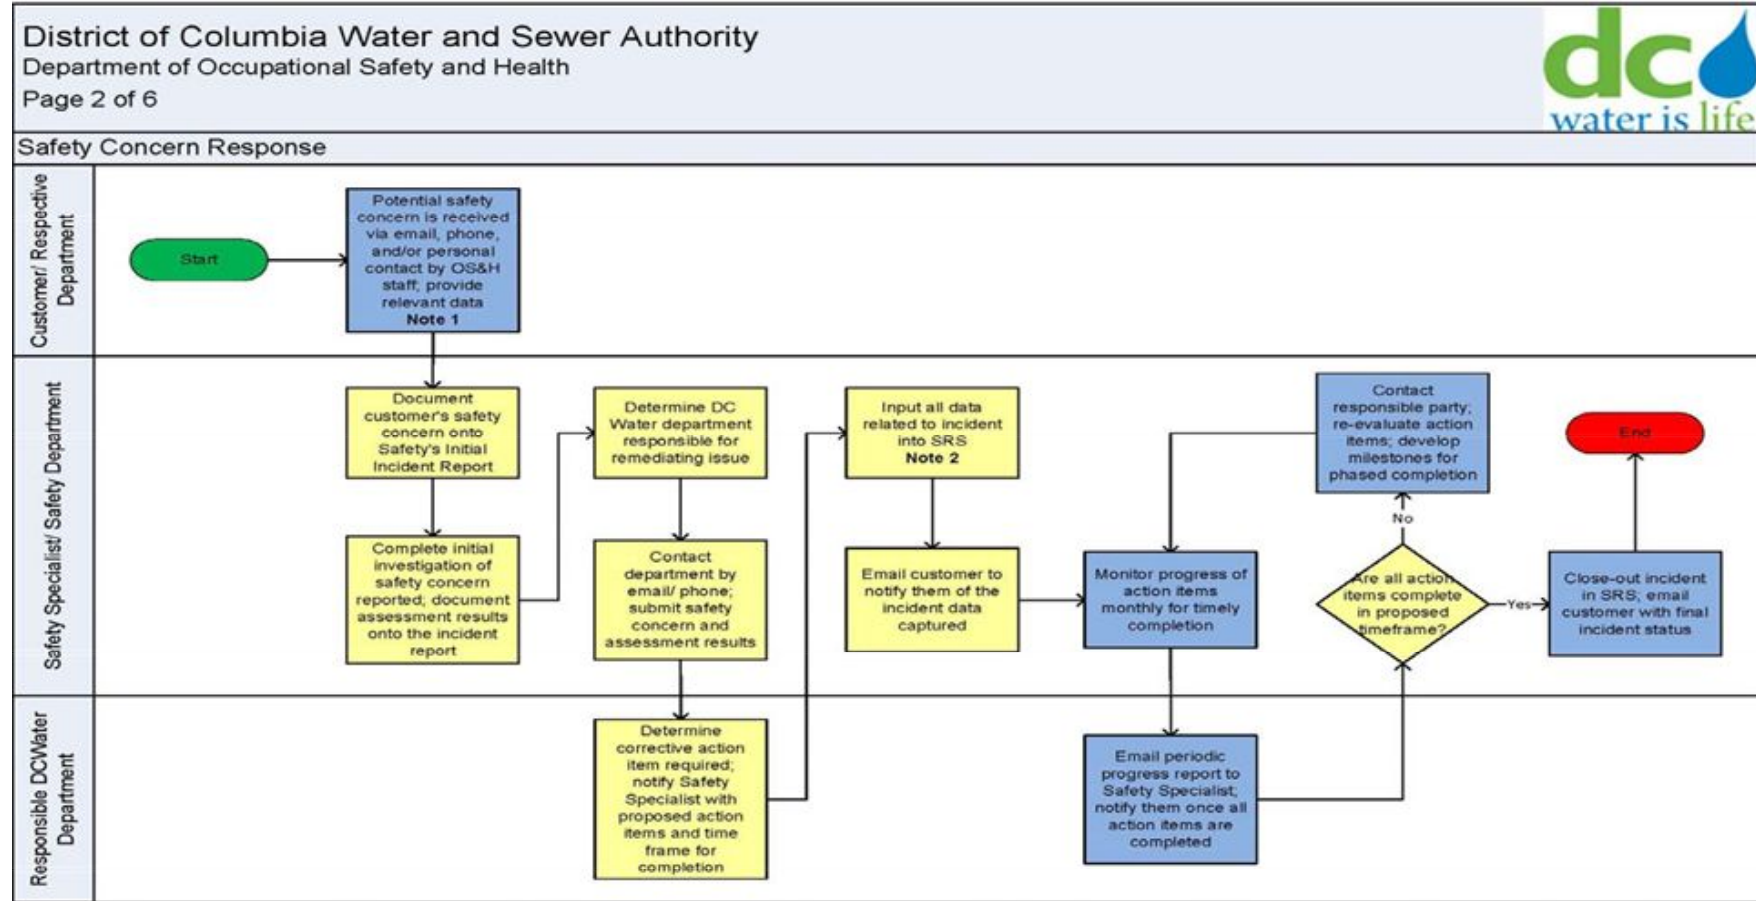 District of Columbia Water and Sewer Authority
Department of Occupational Safety and Health
Page 2 of 6
dc
water is life
Safety Concern Response
Customer/ Respective
Department
Start
Potential safety
concern is received
via email, phone,
and/or personal
contact by OS&H
staff; provide
relevant data
Note 1
Safety Specialist/ Safety Department
Document
customer's safety
concern onto
Safety's Initial
Incident Report
Complete initial
investigation of
safety concern
reported; document
assessment results
onto the incident
report
Determine DC
Water department
responsible for
remediating issue
Contact
department by
email/ phone;
submit safety
concern and
assessment results
Input all data
related to incident
into SRS
Note 2
Email customer to
notify them of the
incident data
captured
Monitor progress of
action items
monthly for timely
completion
Contact
responsible party;
re-evaluate action
items; develop
milestones for
phased completion
No
Are all action
items complete
in proposed
timeframe?
Yes
Close-out incident
in SRS; email
customer with final
incident status
End
Responsible DCWater
Department
Determine
corrective action
item required;
notify Safety
Specialist with
proposed action
items and time
frame for
completion
Email periodic
progress report to
Safety Specialist;
notify them once all
action items are
completed